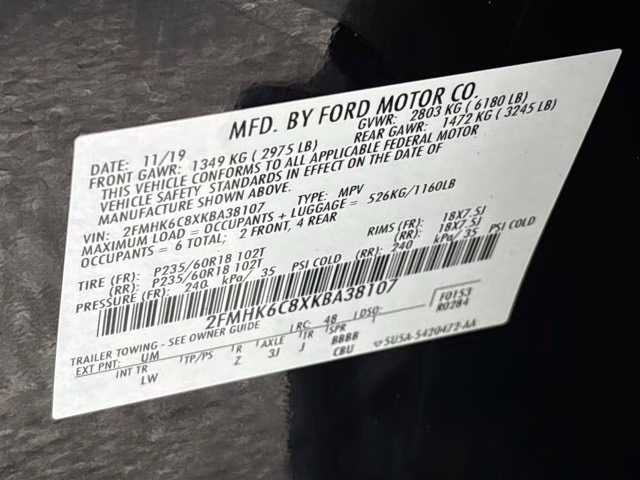 MFD. BY FORD MOTOR CO.
DATE: 11/19 GVWR: 2803 KG ( 6180 LB)
FRONT GAWR: 1349 KG ( 2975 LB) REAR GAWR: 1472 KG ( 3245 LB)
THIS VEHICLE CONFORMS TO ALL APPLICABLE FEDERAL MOTOR
VEHICLE SAFETY STANDARDS IN EFFECT ON THE DATE OF
MANUFACTURE SHOWN ABOVE.
VIN: 2FMHK6C8XKBA38107 TYPE: MPV
MAXIMUM LOAD = OCCUPANTS + LUGGAGE = 526KG/1160LB
OCCUPANTS = 6 TOTAL; 2 FRONT, 4 REAR
TIRE (FR): P235/60R18 102T RIMS (FR): 18X7.5J
(RR): P235/60R18 102T (RR): 18X7.5J
PRESSURE (FR): 240 kPa/ 35 PSI COLD (RR): 240 kPa/ 35 PSI COLD
2FMHK6C8XKBA38107
F0153
R0284
TRAILER TOWING - SEE OWNER GUIDE RC: 48 DSO:
EXT PNT: UM INT TR TP/PS R AXLE TR SPR
LW Z 3J J BBBB
CBU 5U5A-5420472-AA